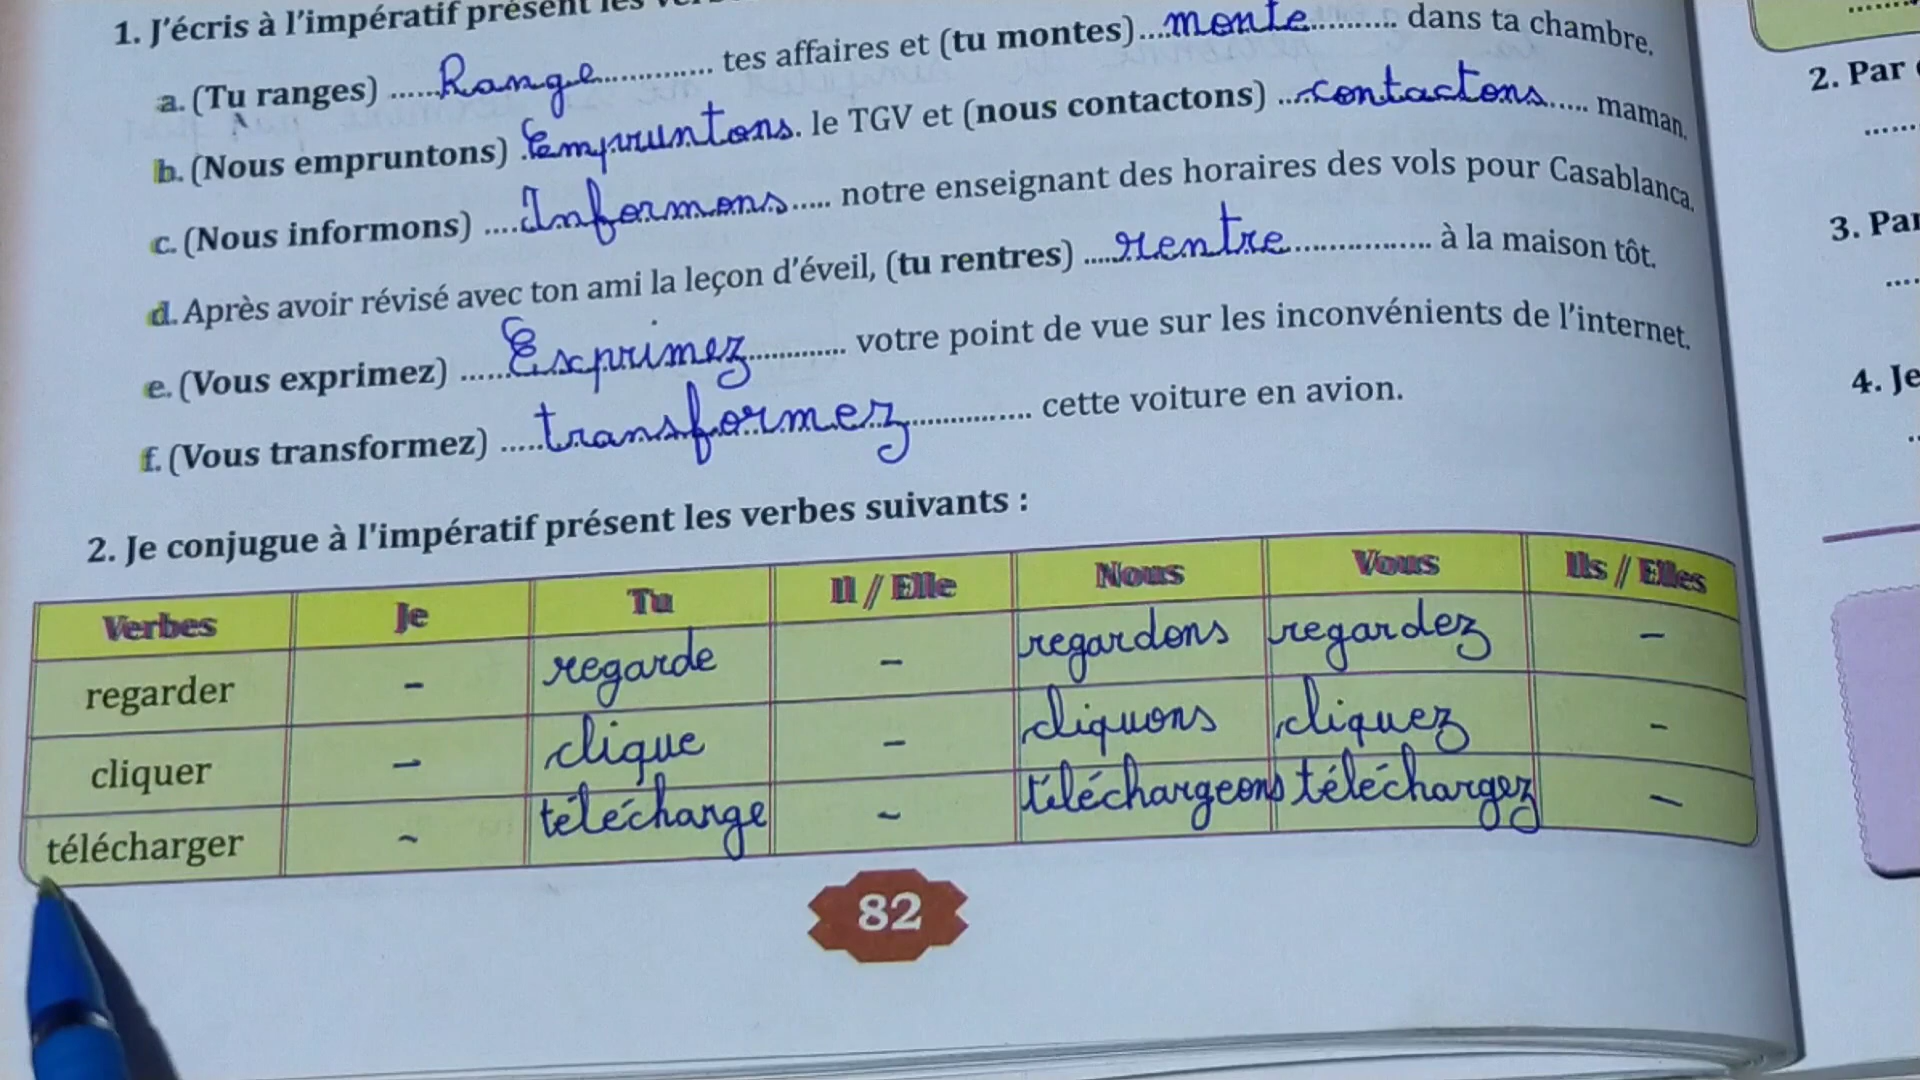 1. J'écris à l'impératif présent les
a. (Tu ranges) ......Range.............. tes affaires et (tu montes)....monte........... dans ta chambre.
b. (Nous empruntons) .Empruntons. le TGV et (nous contactons) ...contactons..... maman.
c. (Nous informons) ....Informons..... notre enseignant des horaires des vols pour Casablanca.
d. Après avoir révisé avec ton ami la leçon d'éveil, (tu rentres) ....rentre................ à la maison tôt.
e. (Vous exprimez) ......Exprimez............ votre point de vue sur les inconvénients de l'internet.
f. (Vous transformez) .....transformez.............. cette voiture en avion.
2. Je conjugue à l'impératif présent les verbes suivants :
Verbes Je Tu Il / Elle Nous Vous Ils / Elles
regarder - regarde - regardons regardez -
cliquer - clique - cliquons cliquez -
télécharger - télécharge - téléchargeons téléchargez -
82
2. Par
3. Par
4. Je